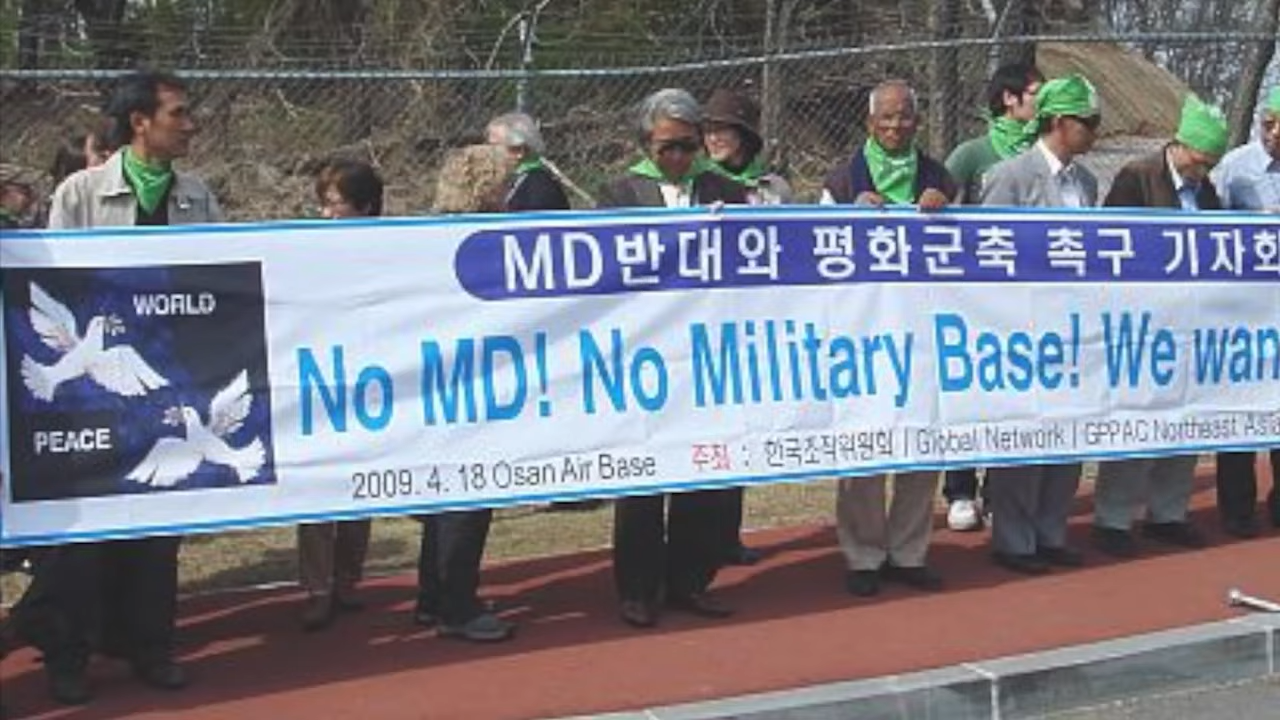 WORLD
PEACE
MD반대와 평화군축 촉구 기자회
No MD! No Military Base! We wan
2009. 4. 18 Osan Air Base
주최 : 한국조직위원회 | Global Network | GPPAC Northeast Asia